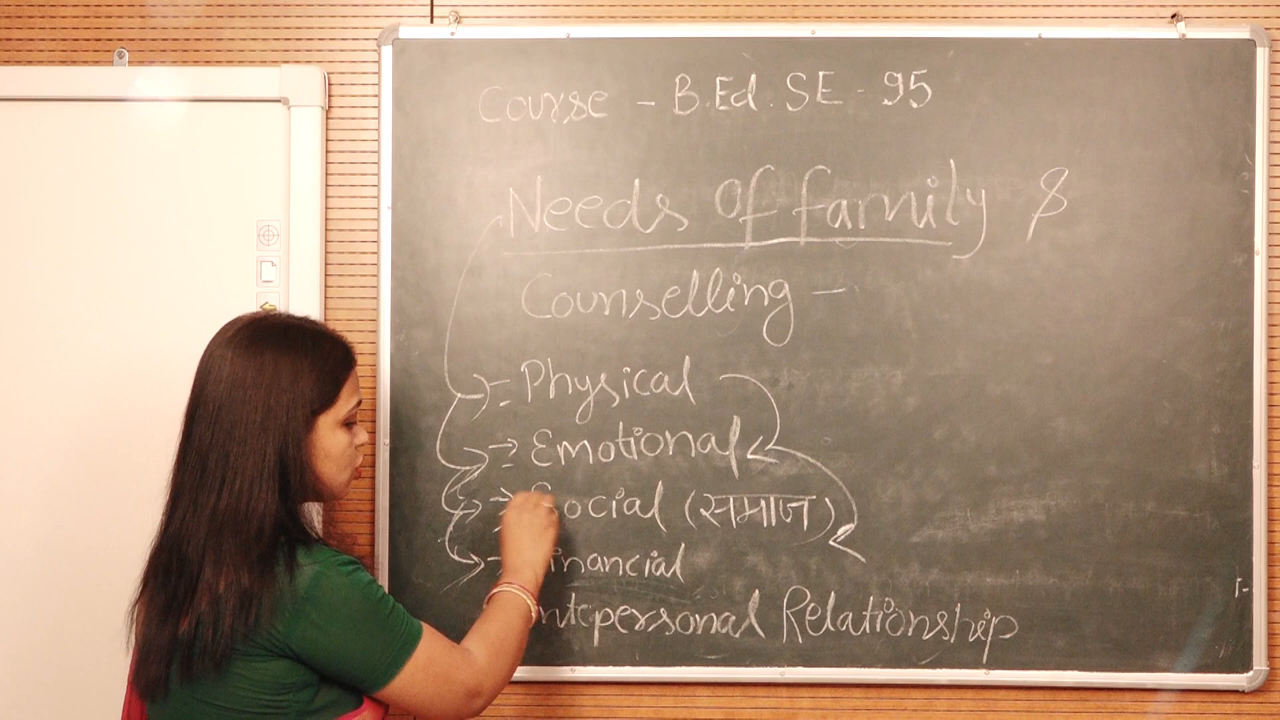 Course - B.Ed. SE - 95
Needs of family &
Counselling -
Physical
Emotional
Social (समाज)
Financial
Interpersonal Relationship